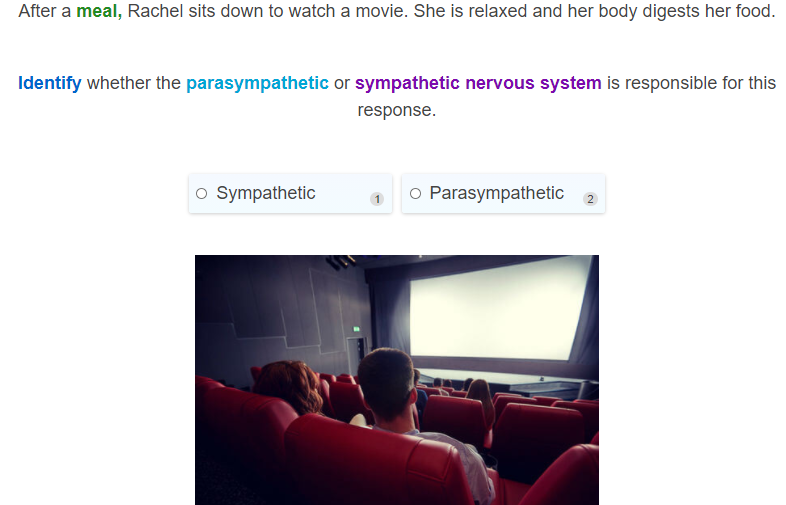 After a meal, Rachel sits down to watch a movie. She is relaxed and her body digests her food.
Identify whether the parasympathetic or sympathetic nervous system is responsible for this
response.
Sympathetic 1
Parasympathetic 2